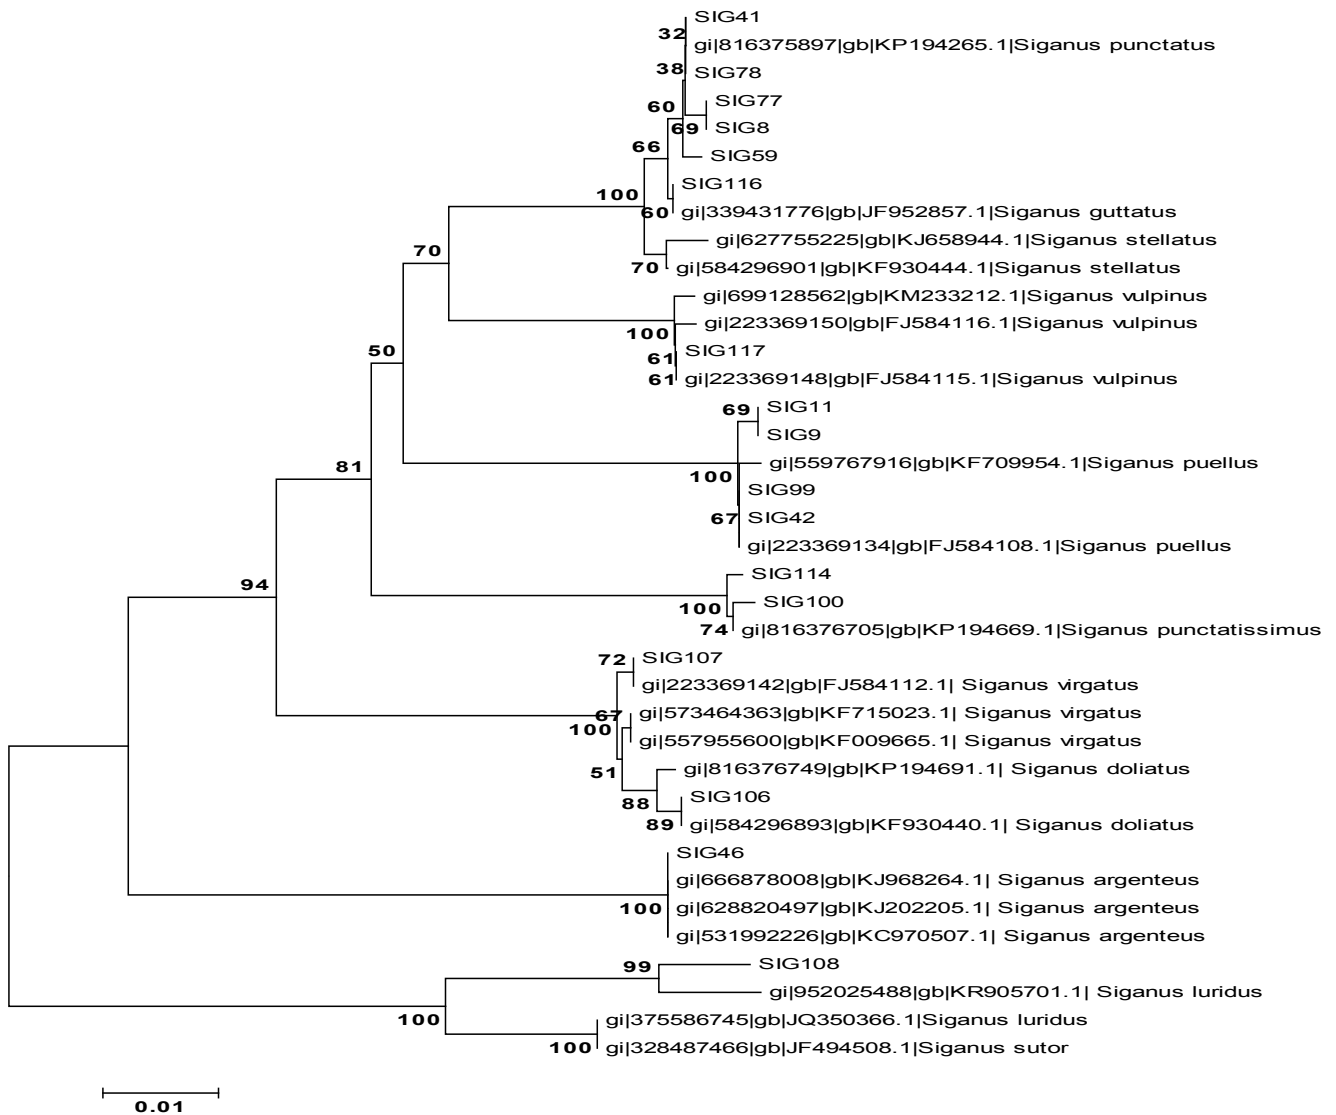 SIG41
32
gi|816375897|gb|KP194265.1|Siganus punctatus
38
SIG78
SIG77
60
69
SIG8
66
SIG59
SIG116
100
60
gi|339431776|gb|JF952857.1|Siganus guttatus
gi|627755225|gb|KJ658944.1|Siganus stellatus
70
70
gi|584296901|gb|KF930444.1|Siganus stellatus
gi|699128562|gb|KM233212.1|Siganus vulpinus
gi|223369150|gb|FJ584116.1|Siganus vulpinus
100
SIG117
50
61
61
gi|223369148|gb|FJ584115.1|Siganus vulpinus
69
SIG11
SIG9
81
gi|559767916|gb|KF709954.1|Siganus puellus
100
SIG99
67
SIG42
gi|223369134|gb|FJ584108.1|Siganus puellus
94
SIG114
100
SIG100
74
gi|816376705|gb|KP194669.1|Siganus punctatissimus
72
SIG107
gi|223369142|gb|FJ584112.1| Siganus virgatus
67
gi|573464363|gb|KF715023.1| Siganus virgatus
100
gi|557955600|gb|KF009665.1| Siganus virgatus
51
gi|816376749|gb|KP194691.1| Siganus doliatus
88
SIG106
89
gi|584296893|gb|KF930440.1| Siganus doliatus
SIG46
gi|666878008|gb|KJ968264.1| Siganus argenteus
100
gi|628820497|gb|KJ202205.1| Siganus argenteus
gi|531992226|gb|KC970507.1| Siganus argenteus
99
SIG108
gi|952025488|gb|KR905701.1| Siganus luridus
100
gi|375586745|gb|JQ350366.1|Siganus luridus
100
gi|328487466|gb|JF494508.1|Siganus sutor
0.01